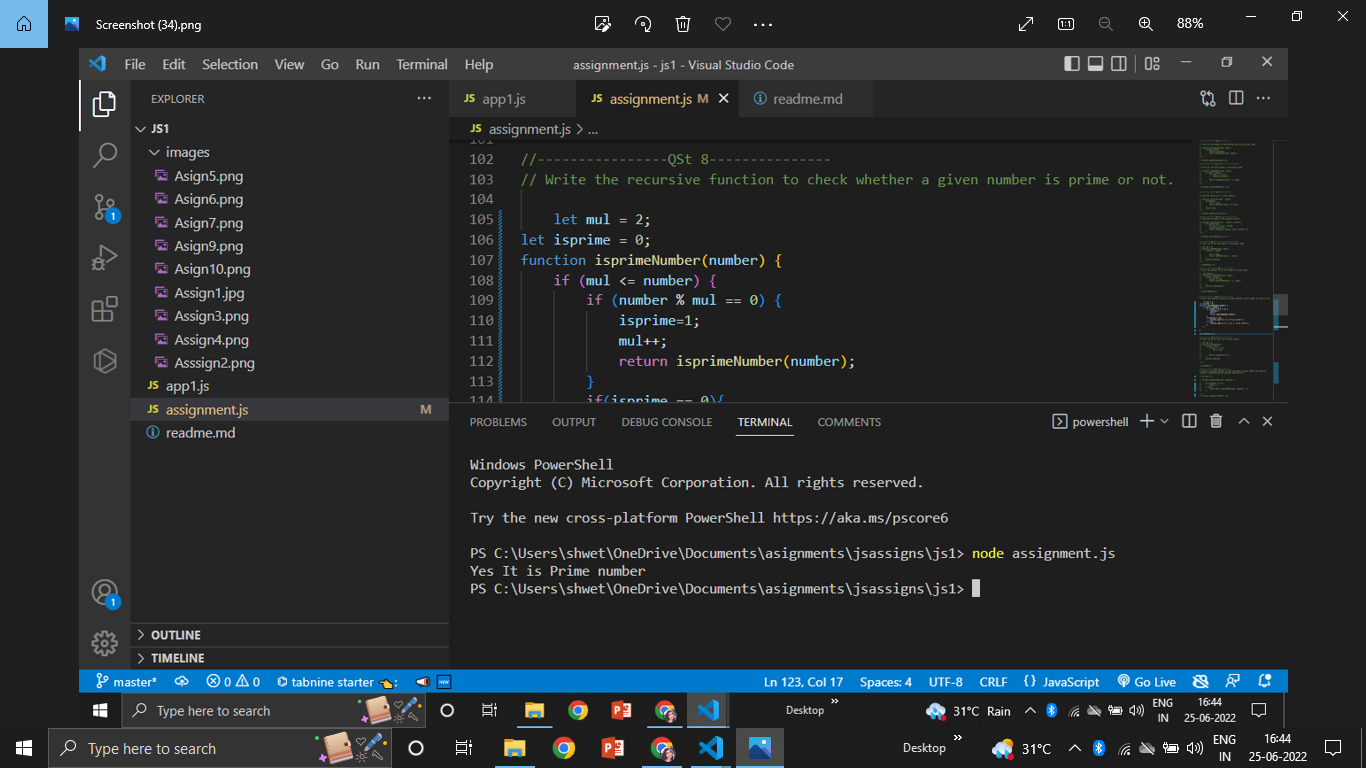 Screenshot (34).png
88%
File Edit Selection View Go Run Terminal Help
assignment.js - js1 - Visual Studio Code
EXPLORER
JS1
images
Asign5.png
Asign6.png
Asign7.png
Asign9.png
Asign10.png
Assign1.jpg
Assign3.png
Assign4.png
Asssign2.png
JS app1.js
JS assignment.js M
readme.md
OUTLINE
TIMELINE
1
1
JS app1.js JS assignment.js M readme.md
JS assignment.js > ...
101
102 //----------------QSt 8---------------
103 // Write the recursive function to check whether a given number is prime or not.
104
105 let mul = 2;
106 let isprime = 0;
107 function isprimeNumber(number) {
108 if (mul <= number) {
109 if (number % mul == 0) {
110 isprime=1;
111 mul++;
112 return isprimeNumber(number);
113 }
114 if(isprime == 0){
PROBLEMS OUTPUT DEBUG CONSOLE TERMINAL COMMENTS
powershell
Windows PowerShell
Copyright (C) Microsoft Corporation. All rights reserved.
Try the new cross-platform PowerShell https://aka.ms/pscore6
PS C:\Users\shwet\OneDrive\Documents\asignments\jsassigns\js1> node assignment.js
Yes It is Prime number
PS C:\Users\shwet\OneDrive\Documents\asignments\jsassigns\js1>
master* 0 0 tabnine starter : NEW
Ln 123, Col 17 Spaces: 4 UTF-8 CRLF {} JavaScript Go Live
Type here to search
Desktop » 31°C Rain ENG IN 16:44 25-06-2022
Type here to search
Desktop » 31°C ENG IN 16:44 25-06-2022